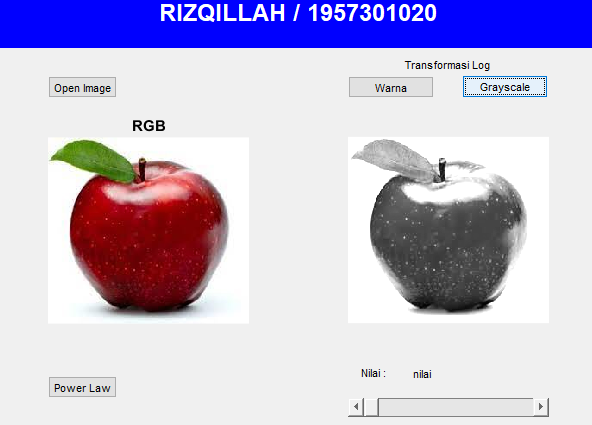 RIZQILLAH / 1957301020
Transformasi Log
Open Image
Warna
Grayscale
RGB
Nilai :
nilai
Power Law